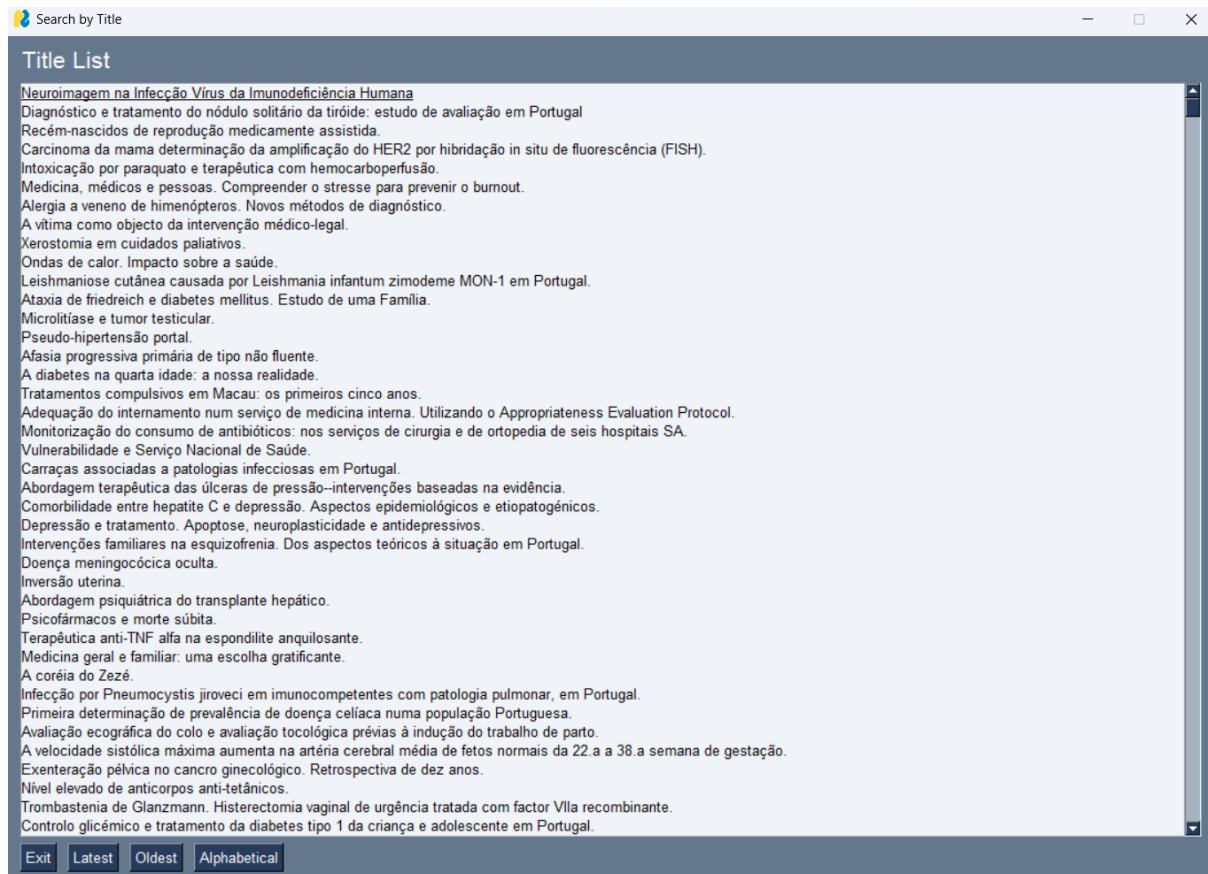 Search by Title
Title List
Neuroimagem na Infecção Vírus da Imunodeficiência Humana
Diagnóstico e tratamento do nódulo solitário da tiróide: estudo de avaliação em Portugal
Recém-nascidos de reprodução medicamente assistida.
Carcinoma da mama determinação da amplificação do HER2 por hibridação in situ de fluorescência (FISH).
Intoxicação por paraquato e terapêutica com hemocarboperfusão.
Medicina, médicos e pessoas. Compreender o stresse para prevenir o burnout.
Alergia a veneno de himenópteros. Novos métodos de diagnóstico.
A vítima como objecto da intervenção médico-legal.
Xerostomia em cuidados paliativos.
Ondas de calor. Impacto sobre a saúde.
Leishmaniose cutânea causada por Leishmania infantum zimodeme MON-1 em Portugal.
Ataxia de friedreich e diabetes mellitus. Estudo de uma Família.
Microlitíase e tumor testicular.
Pseudo-hipertensão portal.
Afasia progressiva primária de tipo não fluente.
A diabetes na quarta idade: a nossa realidade.
Tratamentos compulsivos em Macau: os primeiros cinco anos.
Adequação do internamento num serviço de medicina interna. Utilizando o Appropriateness Evaluation Protocol.
Monitorização do consumo de antibióticos: nos serviços de cirurgia e de ortopedia de seis hospitais SA.
Vulnerabilidade e Serviço Nacional de Saúde.
Carraças associadas a patologias infecciosas em Portugal.
Abordagem terapêutica das úlceras de pressão--intervenções baseadas na evidência.
Comorbilidade entre hepatite C e depressão. Aspectos epidemiológicos e etiopatogénicos.
Depressão e tratamento. Apoptose, neuroplasticidade e antidepressivos.
Intervenções familiares na esquizofrenia. Dos aspectos teóricos à situação em Portugal.
Doença meningocócica oculta.
Inversão uterina.
Abordagem psiquiátrica do transplante hepático.
Psicofármacos e morte súbita.
Terapêutica anti-TNF alfa na espondilite anquilosante.
Medicina geral e familiar: uma escolha gratificante.
A coréia do Zezé.
Infecção por Pneumocystis jiroveci em imunocompetentes com patologia pulmonar, em Portugal.
Primeira determinação de prevalência de doença celíaca numa população Portuguesa.
Avaliação ecográfica do colo e avaliação tocológica prévias à indução do trabalho de parto.
A velocidade sistólica máxima aumenta na artéria cerebral média de fetos normais da 22.a a 38.a semana de gestação.
Exenteração pélvica no cancro ginecológico. Retrospectiva de dez anos.
Nível elevado de anticorpos anti-tetânicos.
Trombastenia de Glanzmann. Histerectomia vaginal de urgência tratada com factor VIIa recombinante.
Controlo glicémico e tratamento da diabetes tipo 1 da criança e adolescente em Portugal.
Exit Latest Oldest Alphabetical